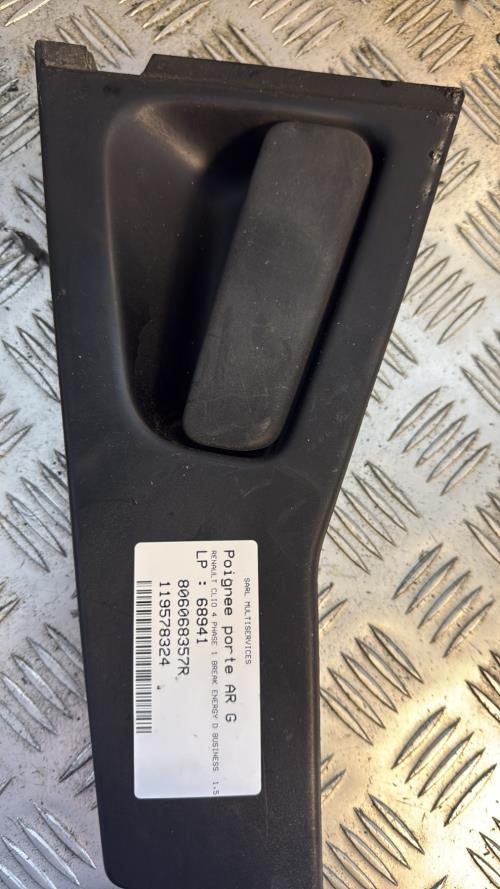 SARL MULTISERVICES
Poignee porte AR G
RENAULT CLIO 4 PHASE 1 BREAK ENERGY D BUSINESS 1.5
LP : 68941
806068357R
119578324